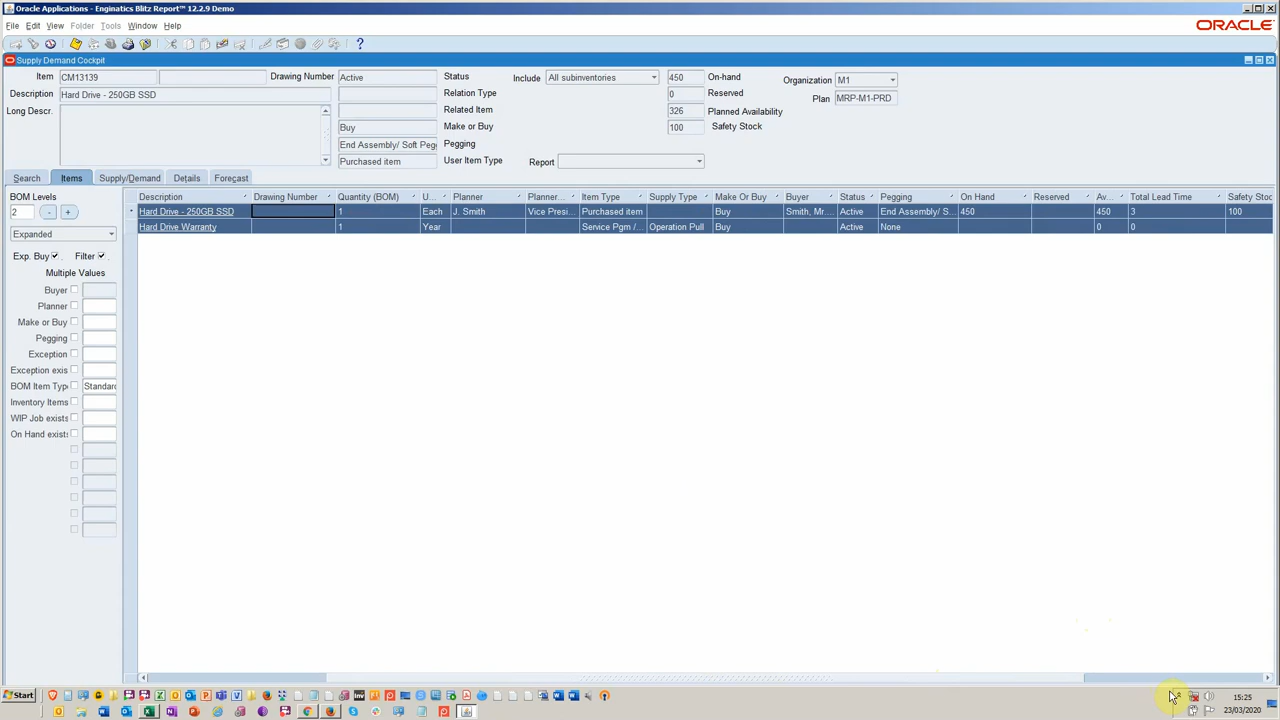 Oracle Applications - Enginatics Blitz Report™ 12.2.9 Demo
File Edit View Folder Tools Window Help
ORACLE
Supply Demand Cockpit
Item CM13139 Drawing Number Active Status Include All subinventories 450 On-hand Organization M1
Description Hard Drive - 250GB SSD Relation Type 0 Reserved Plan MRP-M1-PRD
Long Descr. Related Item 326 Planned Availability
Buy Make or Buy 100 Safety Stock
End Assembly/ Soft Pegg Pegging
Purchased item User Item Type Report
Search Items Supply/Demand Details Forecast
BOM Levels
2 - +
Expanded
Exp. Buy Filter
Multiple Values
Buyer
Planner
Make or Buy
Pegging
Exception
Exception exis
BOM Item Type Standard
Inventory Items
WIP Job exists
On Hand exists
Description Drawing Number Quantity (BOM) U... Planner Planner... Item Type Supply Type Make Or Buy Buyer Status Pegging On Hand Reserved Av... Total Lead Time Safety Stoc
Hard Drive - 250GB SSD 1 Each J. Smith Vice Presi... Purchased item Buy Smith, Mr... Active End Assembly/ S... 450 450 3 100
Hard Drive Warranty 1 Year Service Pgm /... Operation Pull Buy Active None 0 0
Start 15:25
23/03/2020